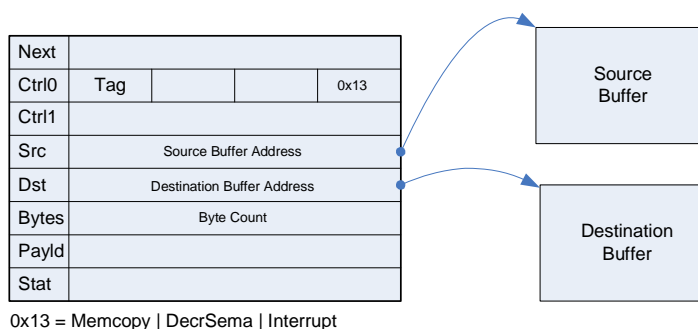 Next
Ctrl0 Tag 0x13
Ctrl1
Src Source Buffer Address
Dst Destination Buffer Address
Bytes Byte Count
Payld
Stat
0x13 = Memcopy | DecrSema | Interrupt
Source
Buffer
Destination
Buffer